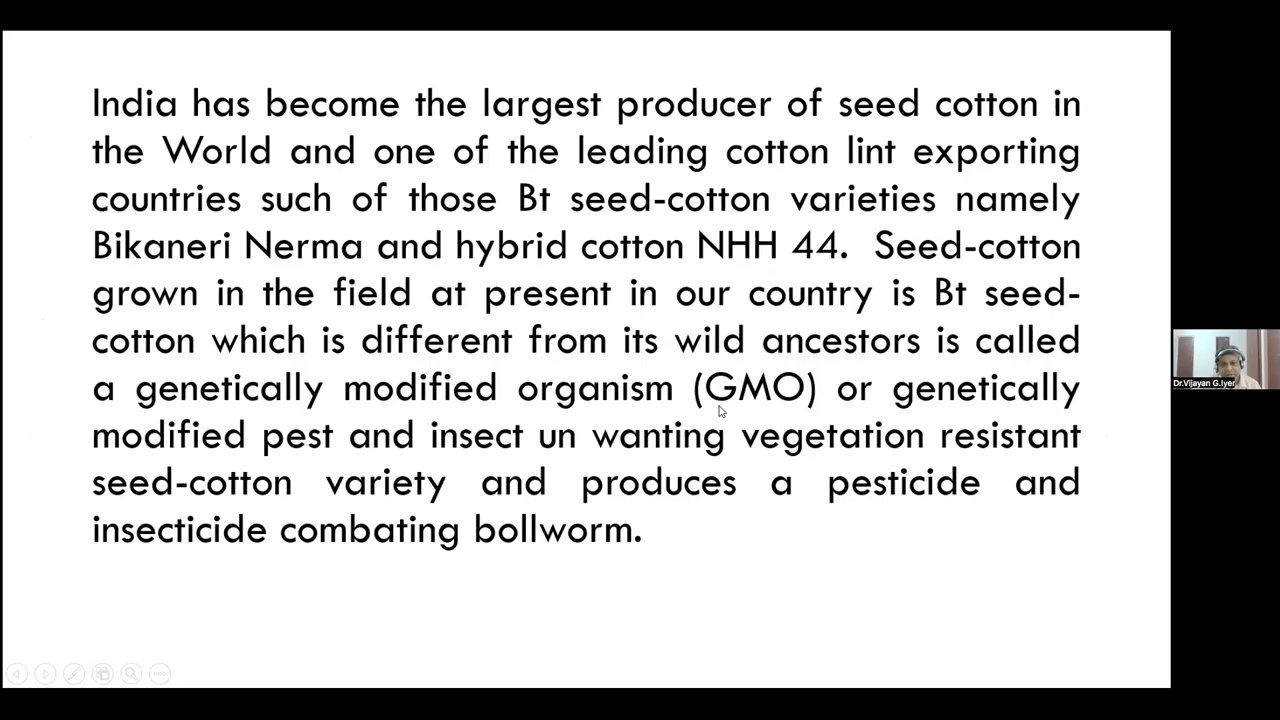 India has become the largest producer of seed cotton in
the World and one of the leading cotton lint exporting
countries such of those Bt seed-cotton varieties namely
Bikaneri Nerma and hybrid cotton NHH 44.  Seed-cotton
grown in the field at present in our country is Bt seed-
cotton which is different from its wild ancestors is called
a genetically modified organism (GMO) or genetically
modified pest and insect un wanting vegetation resistant
seed-cotton variety and produces a pesticide and
insecticide combating bollworm.
Dr.Vijayan G.Iyer